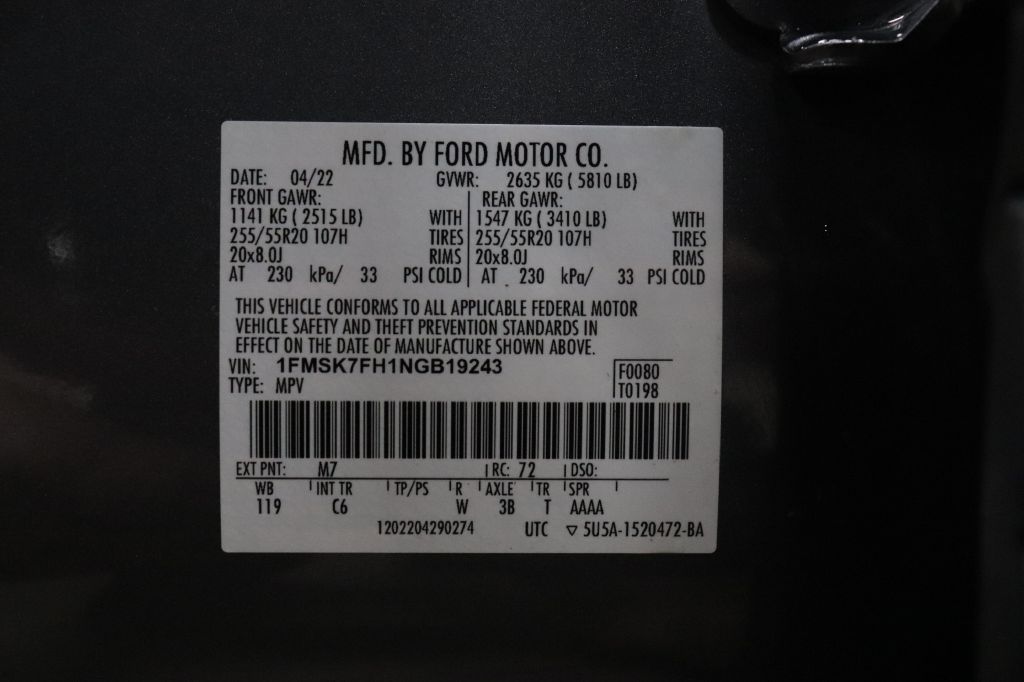 MFD. BY FORD MOTOR CO.
DATE: 04/22 GVWR: 2635 KG ( 5810 LB)
FRONT GAWR: REAR GAWR:
1141 KG ( 2515 LB) WITH 1547 KG ( 3410 LB) WITH
255/55R20 107H TIRES 255/55R20 107H TIRES
20x8.0J RIMS 20x8.0J RIMS
AT 230 kPa/ 33 PSI COLD AT 230 kPa/ 33 PSI COLD
THIS VEHICLE CONFORMS TO ALL APPLICABLE FEDERAL MOTOR
VEHICLE SAFETY AND THEFT PREVENTION STANDARDS IN
EFFECT ON THE DATE OF MANUFACTURE SHOWN ABOVE.
VIN: 1FMSK7FH1NGB19243 F0080
TYPE: MPV T0198
EXT PNT: M7 RC: 72 DSO:
WB INT TR TP/PS R AXLE TR SPR
119 C6 W 3B T AAAA
1202204290274 UTC ▽ 5U5A-1520472-BA